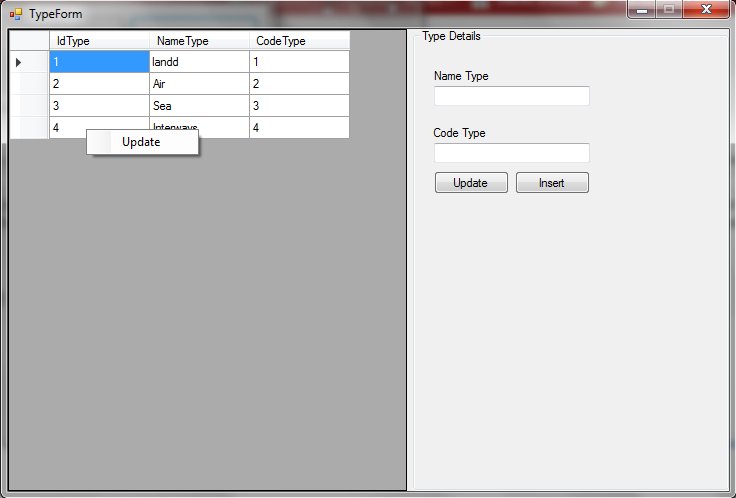 TypeForm
IdType NameType CodeType
1 landd 1
2 Air 2
3 Sea 3
4 Interways 4
Update
Type Details
Name Type
Code Type
Update Insert